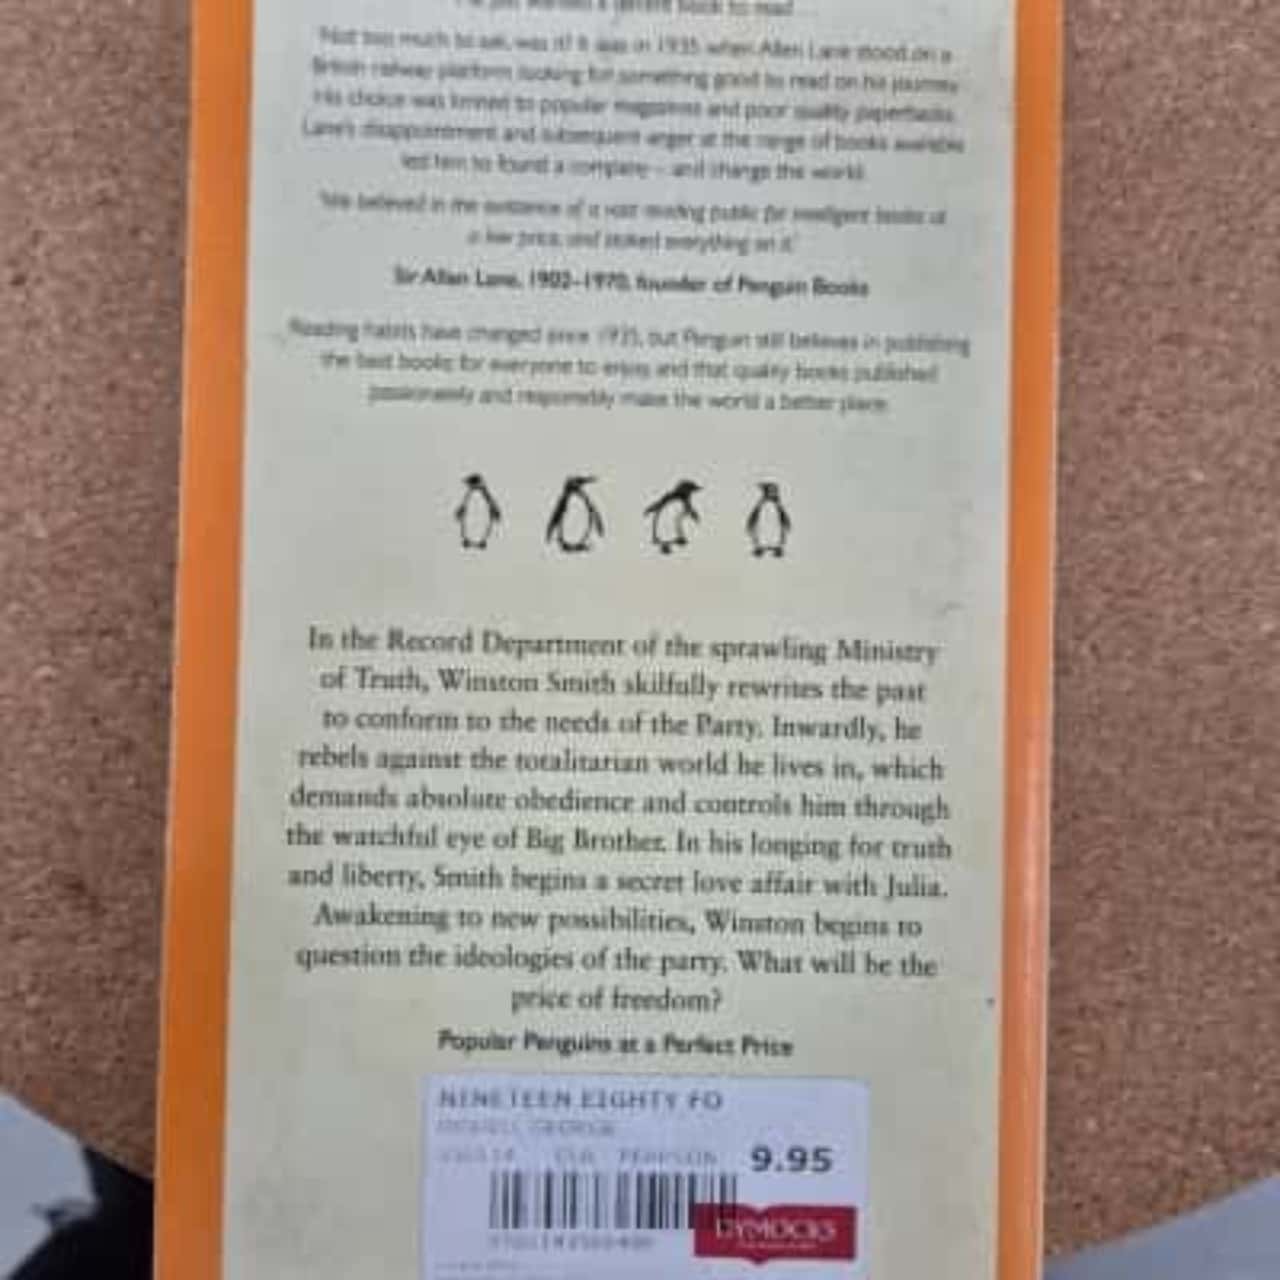 'We just wanted a decent book to read ...'
Not too much to ask, was it? It was in 1935 when Allen Lane stood on a
British railway platform looking for something good to read on his journey.
His choice was limited to popular magazines and poor quality paperbacks.
Lane's disappointment and subsequent anger at the range of books available
led him to found a company – and change the world.
'We believed in the existence of a vast reading public for intelligent books at
a low price, and staked everything on it.'
Sir Allen Lane, 1902–1970, founder of Penguin Books
Reading habits have changed since 1935, but Penguin still believes in publishing
the best books for everyone to enjoy and that quality books published
passionately and responsibly make the world a better place.
In the Record Department of the sprawling Ministry
of Truth, Winston Smith skilfully rewrites the past
to conform to the needs of the Party. Inwardly, he
rebels against the totalitarian world he lives in, which
demands absolute obedience and controls him through
the watchful eye of Big Brother. In his longing for truth
and liberty, Smith begins a secret love affair with Julia.
Awakening to new possibilities, Winston begins to
question the ideologies of the party. What will be the
price of freedom?
Popular Penguins at a Perfect Price
NINETEEN EIGHTY FO
ORWELL GEORGE
CLA PEARSON 9.95
DYMOCKS